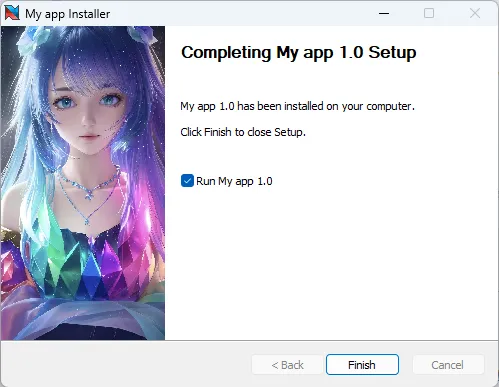 My app Installer
Completing My app 1.0 Setup
My app 1.0 has been installed on your computer.
Click Finish to close Setup.
Run My app 1.0
< Back
Finish
Cancel